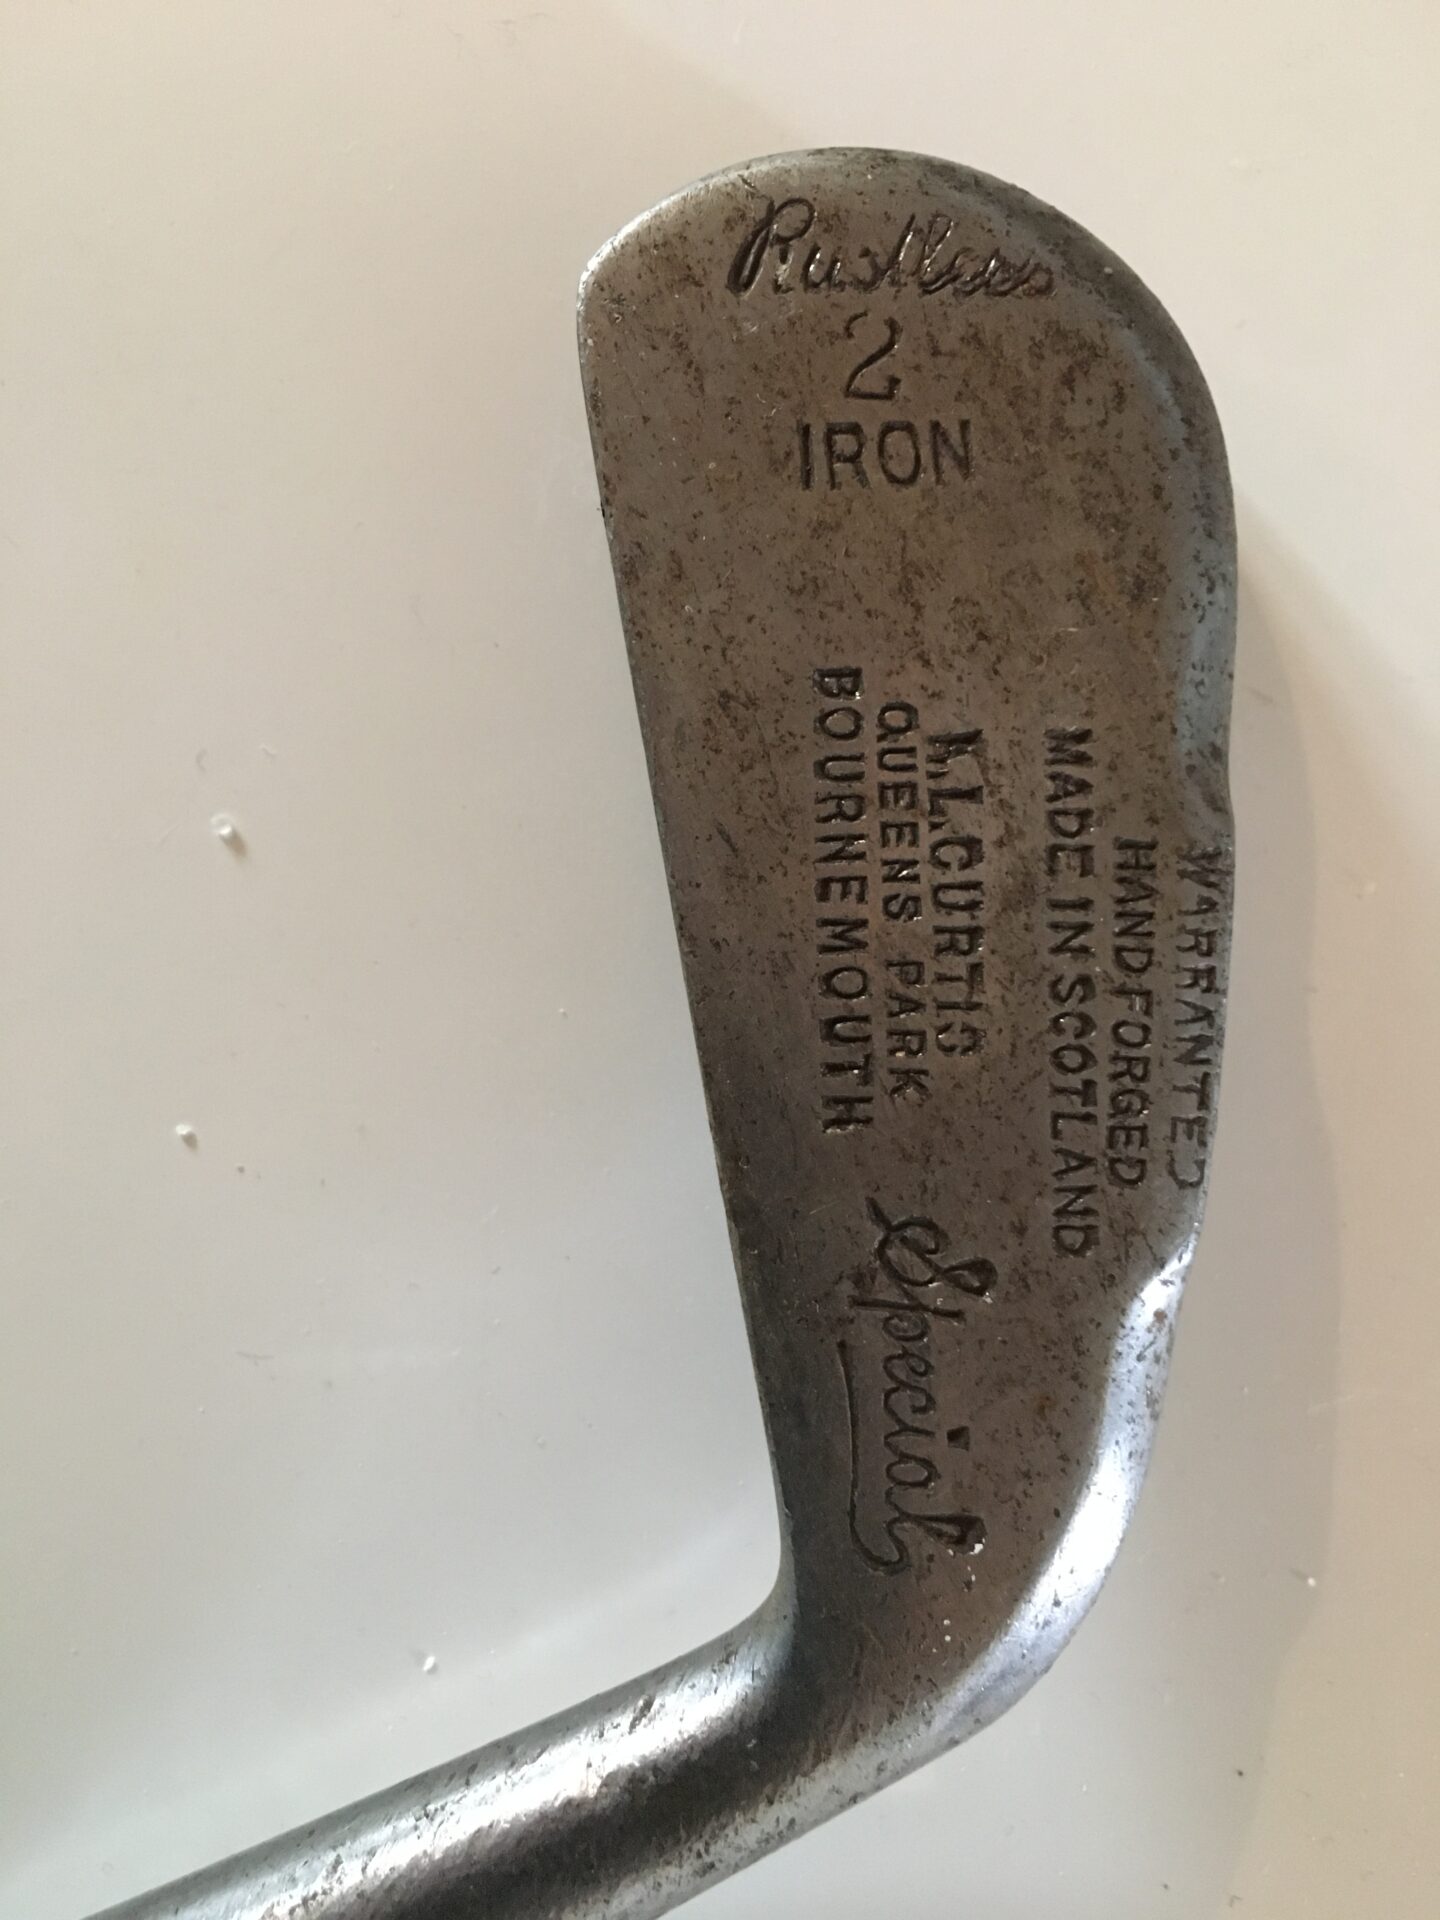 Rustless
2
IRON
WARRANTED
HAND FORGED
MADE IN SCOTLAND
K.L.CURTIS
QUEENS PARK
BOURNEMOUTH
Special